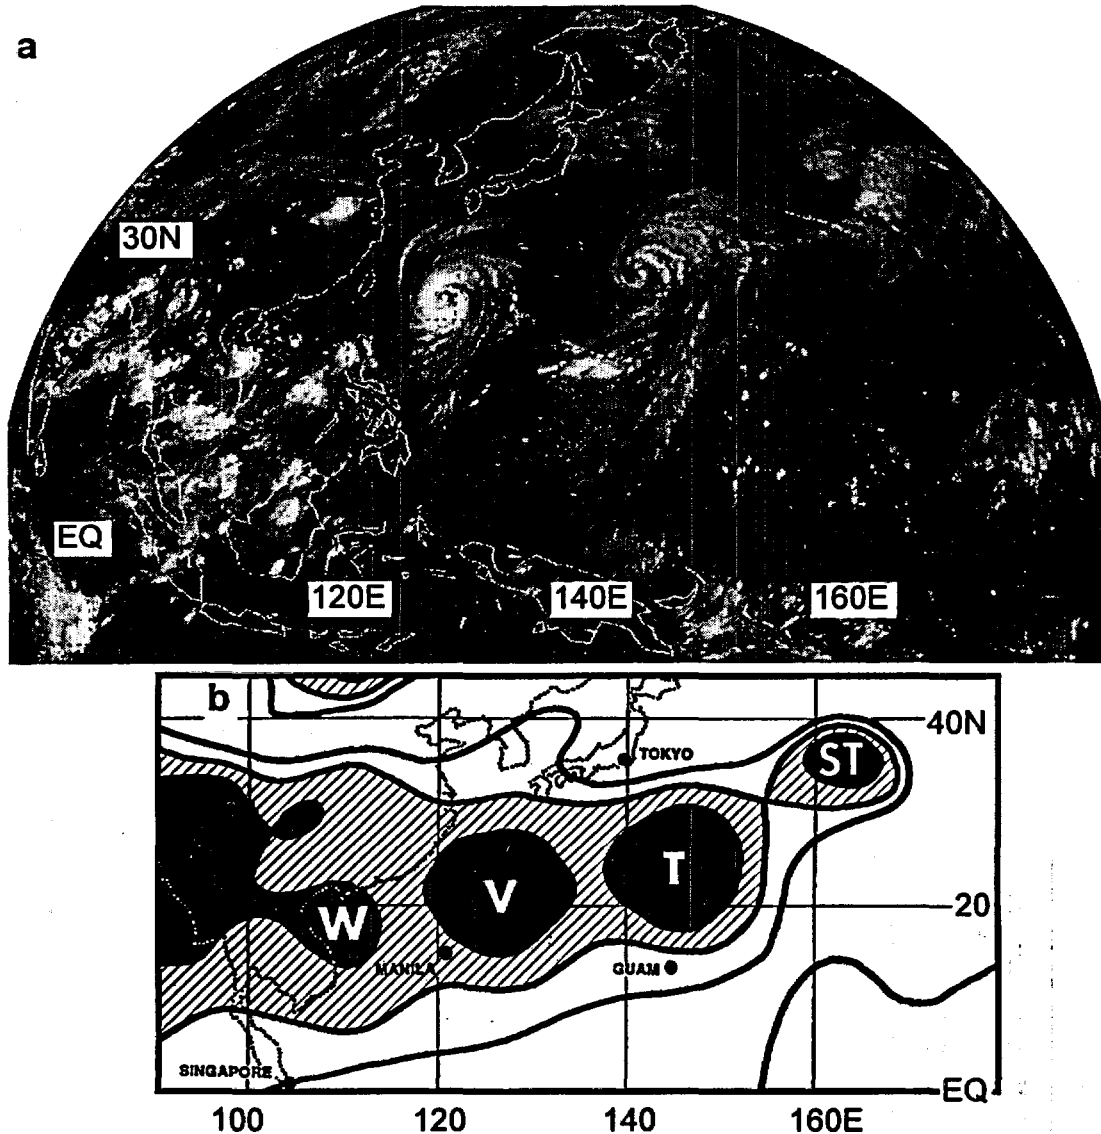 a
30N
EQ
120E 140E 160E
b
40N
TOKYO
ST
W V T
20
MANILA GUAM
SINGAPORE
EQ
100 120 140 160E